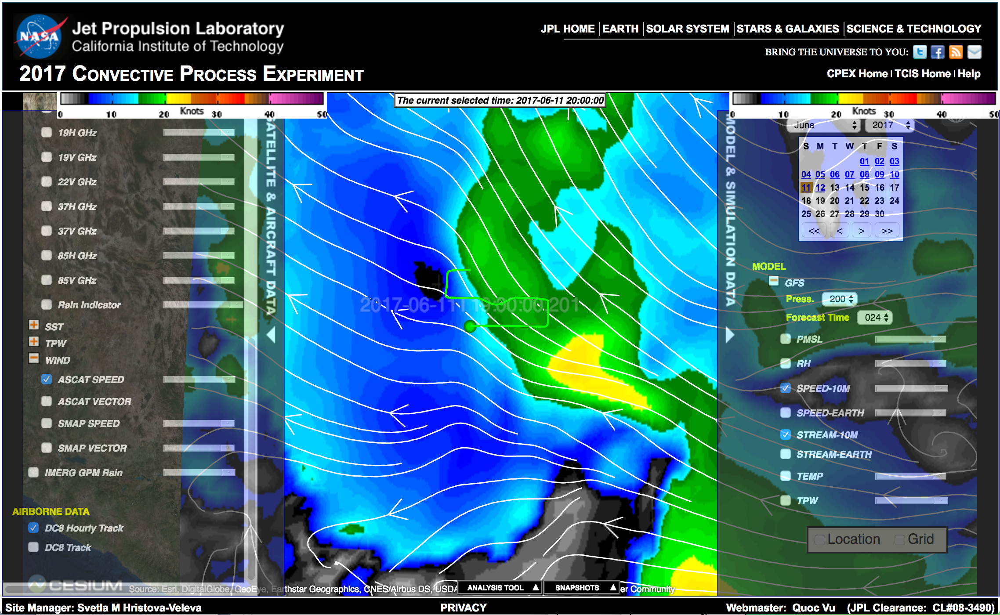 NASA
Jet Propulsion Laboratory
California Institute of Technology
JPL HOME | EARTH | SOLAR SYSTEM | STARS & GALAXIES | SCIENCE & TECHNOLOGY
BRING THE UNIVERSE TO YOU:
2017 CONVECTIVE PROCESS EXPERIMENT
CPEX Home | TCIS Home | Help
0 10 20 Knots 30 40 50
The current selected time: 2017-06-11 20:00:00
0 10 20 Knots 30 40 50
19H GHz
19V GHz
22V GHz
37H GHz
37V GHz
85H GHz
85V GHz
Rain Indicator
SST
TPW
WIND
ASCAT SPEED
ASCAT VECTOR
SMAP SPEED
SMAP VECTOR
IMERG GPM Rain
AIRBORNE DATA
DC8 Hourly Track
DC8 Track
SATELLITE & AIRCRAFT DATA
MODEL & SIMULATION DATA
June 2017
S M T W T F S
01 02 03
04 05 06 07 08 09 10
11 12 13 14 15 16 17
18 19 20 21 22 23 24
25 26 27 28 29 30
<< < > >>
MODEL
GFS
Press. 200
Forecast Time 024
PMSL
RH
SPEED-10M
SPEED-EARTH
STREAM-10M
STREAM-EARTH
TEMP
TPW
Location Grid
CESIUM
Source: Esri, DigitalGlobe, GeoEye, Earthstar Geographics, CNES/Airbus DS, USDA
ANALYSIS TOOL
SNAPSHOTS
er Community
Site Manager: Svetla M Hristova-Veleva
PRIVACY
Webmaster: Quoc Vu (JPL Clearance: CL#08-3490)